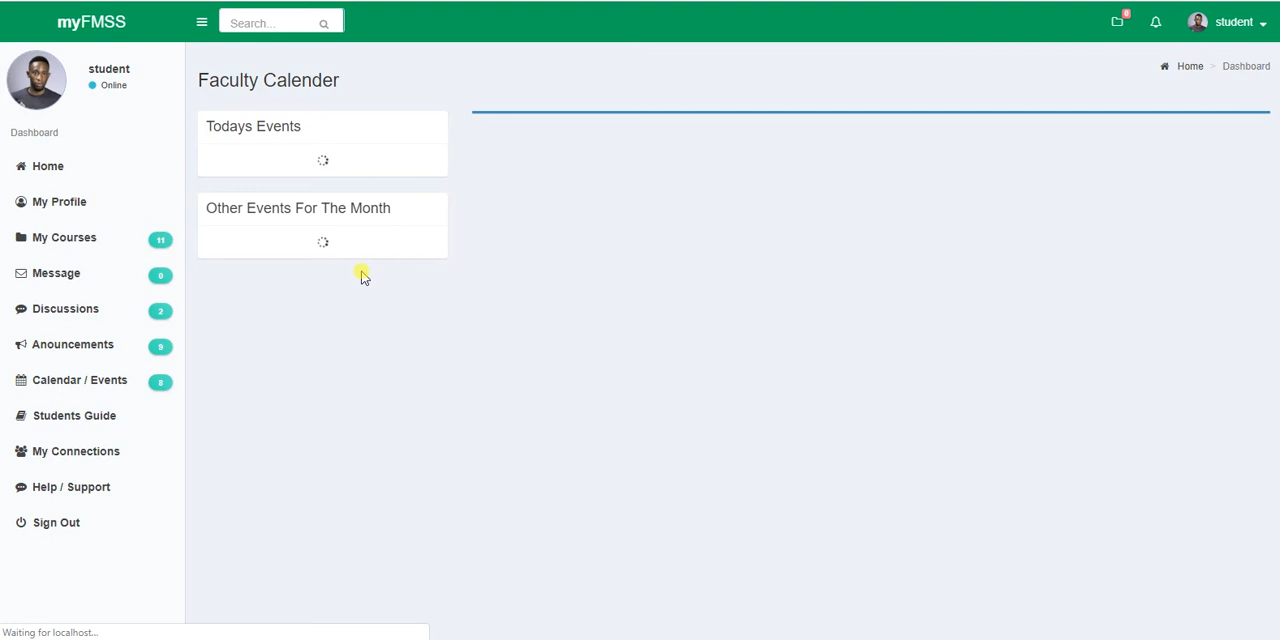 myFMSS
Search...
0
student
student
Online
Dashboard
Home
My Profile
My Courses 11
Message 0
Discussions 2
Anouncements 9
Calendar / Events 8
Students Guide
My Connections
Help / Support
Sign Out
Faculty Calender
Home > Dashboard
Todays Events
Other Events For The Month
Waiting for localhost...